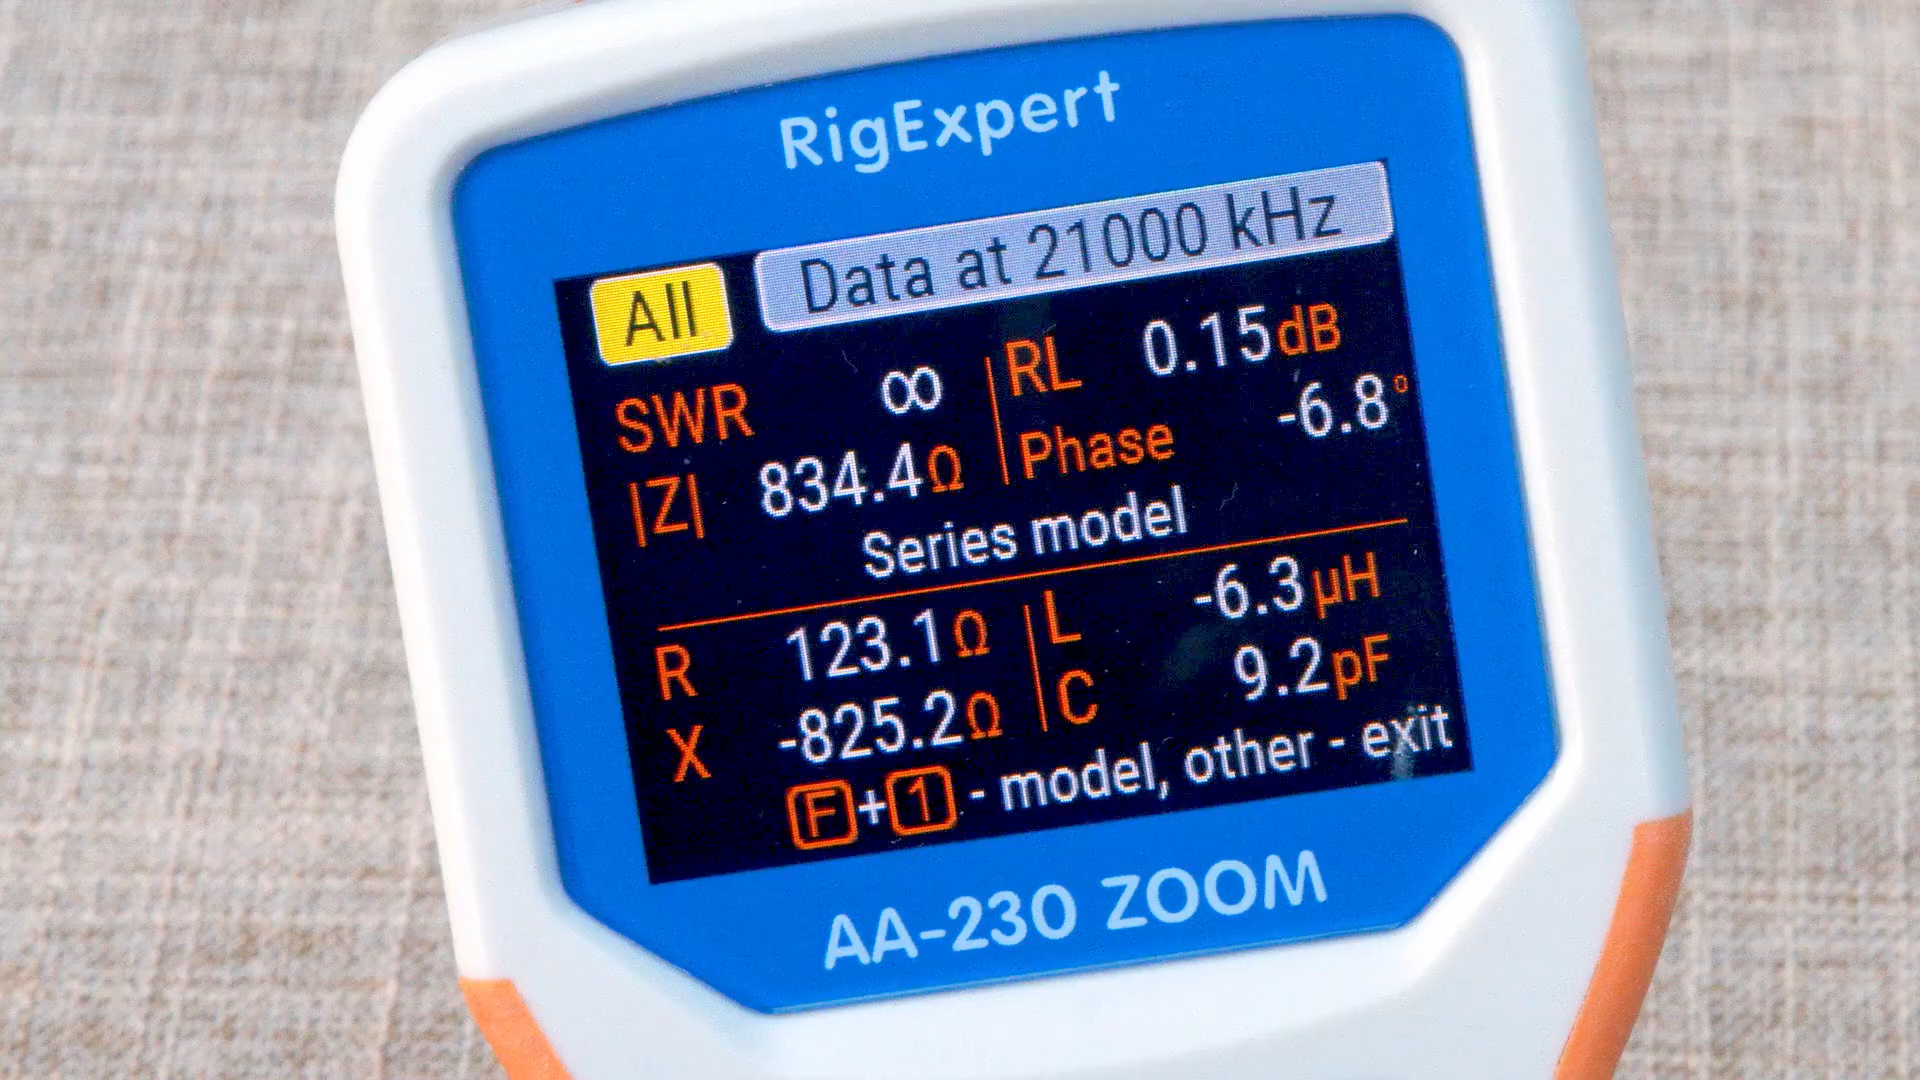 RigExpert
All Data at 21000 kHz
SWR ∞ RL 0.15dB
|Z| 834.4Ω Phase -6.8°
Series model
R 123.1Ω L -6.3µH
X -825.2Ω C 9.2pF
F+1 - model, other - exit
AA-230 ZOOM